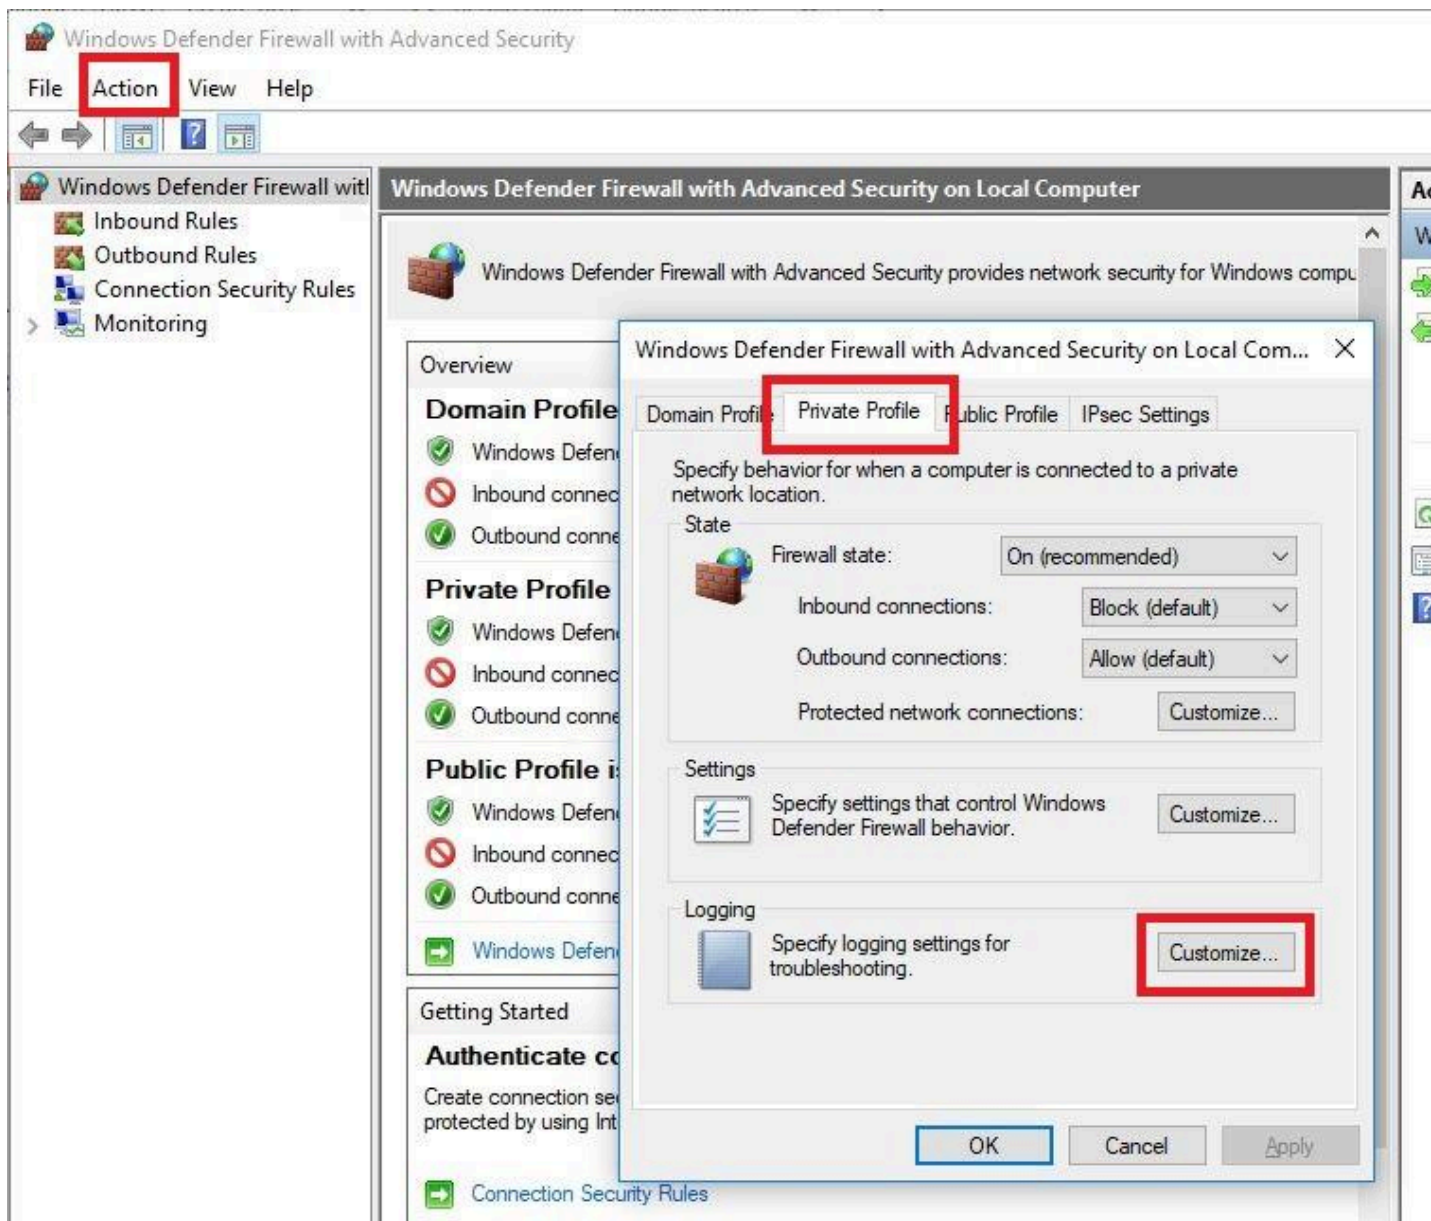 Windows Defender Firewall with Advanced Security
File Action View Help
Windows Defender Firewall with
Inbound Rules
Outbound Rules
Connection Security Rules
Monitoring
Windows Defender Firewall with Advanced Security on Local Computer
Windows Defender Firewall with Advanced Security provides network security for Windows compu
Overview
Domain Profile
Windows Defen
Inbound connec
Outbound conne
Private Profile
Windows Defen
Inbound connec
Outbound conne
Public Profile is
Windows Defen
Inbound connec
Outbound conne
Windows Defen
Getting Started
Authenticate co
Create connection se
protected by using Int
Connection Security Rules
Windows Defender Firewall with Advanced Security on Local Com...
Domain Profile Private Profile Public Profile IPsec Settings
Specify behavior for when a computer is connected to a private
network location.
State
Firewall state: On (recommended)
Inbound connections: Block (default)
Outbound connections: Allow (default)
Protected network connections: Customize...
Settings
Specify settings that control Windows
Defender Firewall behavior.
Customize...
Logging
Specify logging settings for
troubleshooting.
Customize...
OK Cancel Apply
Ac
W